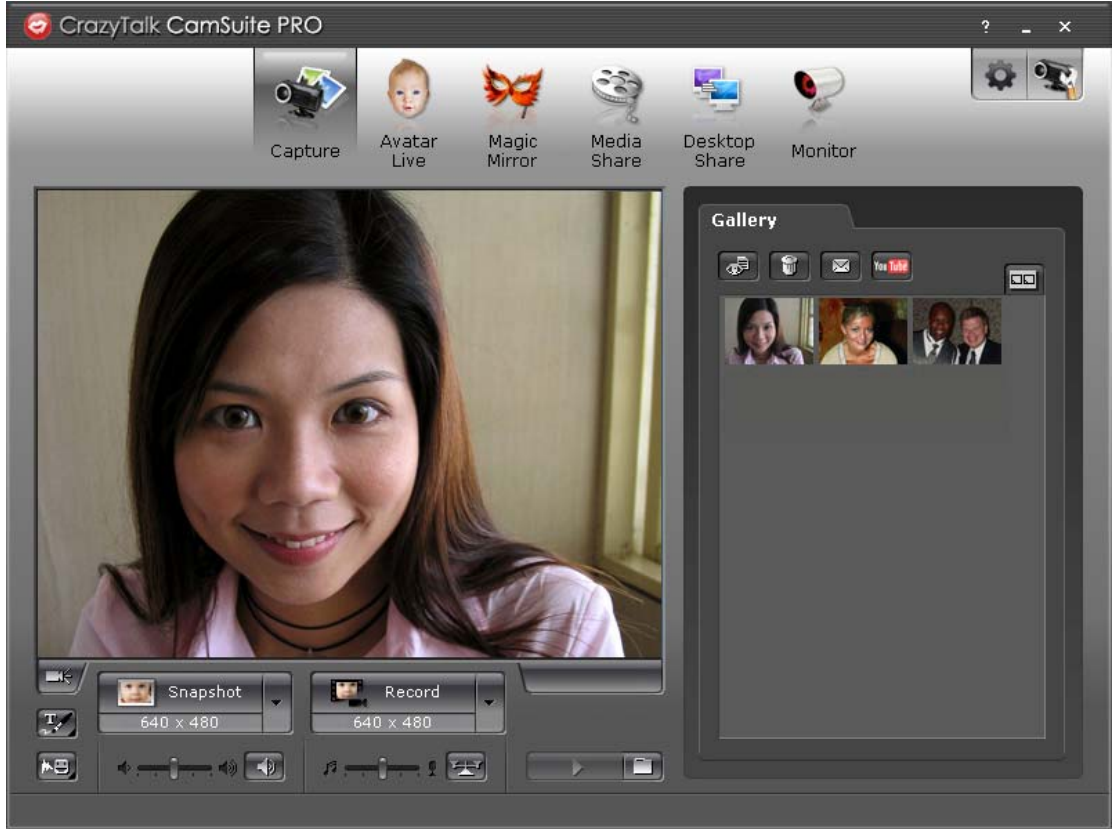 CrazyTalk CamSuite PRO
?
Capture
Avatar
Live
Magic
Mirror
Media
Share
Desktop
Share
Monitor
Gallery
You Tube
Snapshot
640 x 480
Record
640 x 480
T